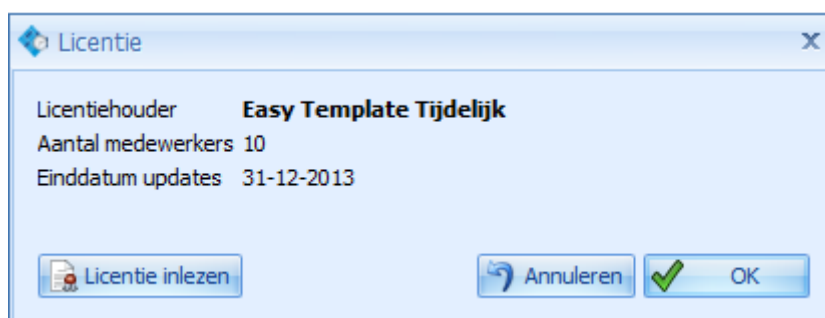 Licentie
Licentiehouder Easy Template Tijdelijk
Aantal medewerkers 10
Einddatum updates 31-12-2013
Licentie inlezen Annuleren OK